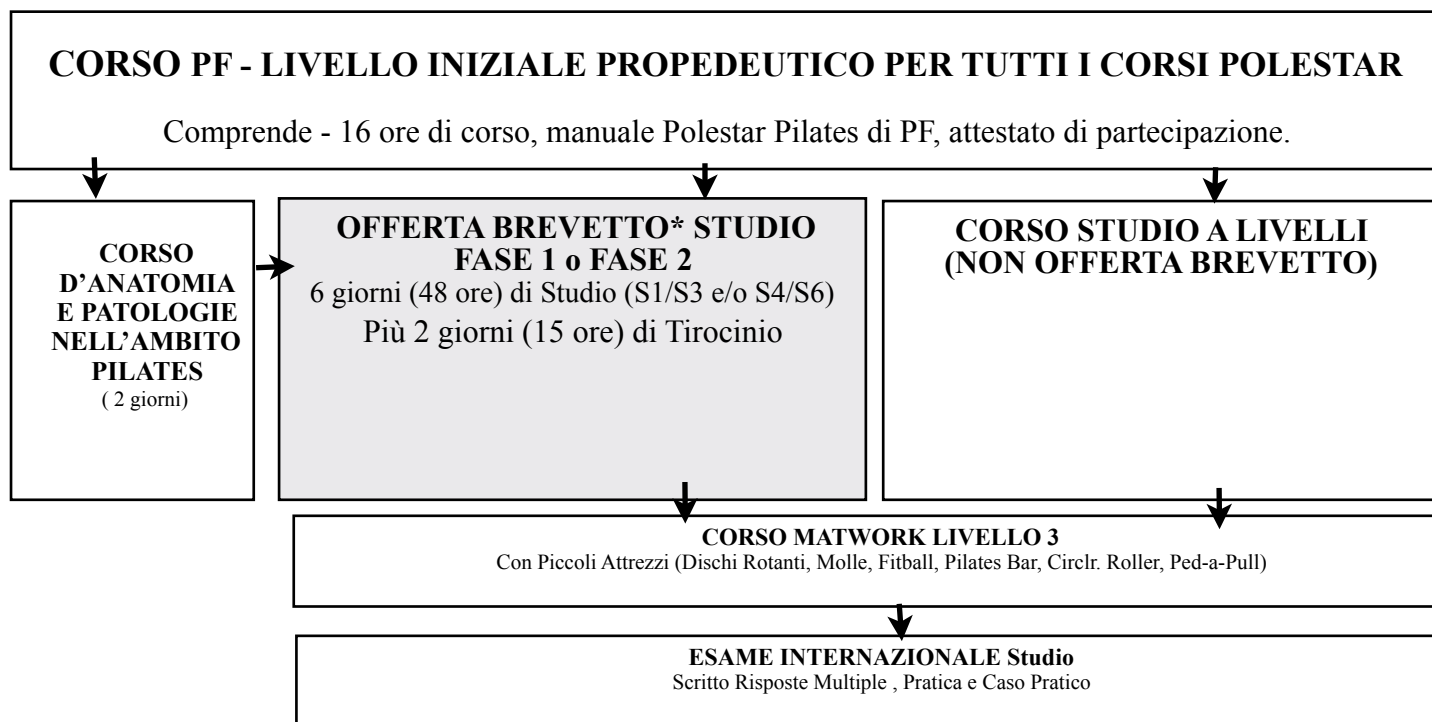 CORSO PF - LIVELLO INIZIALE PROPEDEUTICO PER TUTTI I CORSI POLESTAR
Comprende - 16 ore di corso, manuale Polestar Pilates di PF, attestato di partecipazione.
CORSO
D’ANATOMIA
E PATOLOGIE
NELL’AMBITO
PILATES
( 2 giorni)
OFFERTA BREVETTO* STUDIO
FASE 1 o FASE 2
6 giorni (48 ore) di Studio (S1/S3 e/o S4/S6)
Più 2 giorni (15 ore) di Tirocinio
CORSO STUDIO A LIVELLI
(NON OFFERTA BREVETTO)
CORSO MATWORK LIVELLO 3
Con Piccoli Attrezzi (Dischi Rotanti, Molle, Fitball, Pilates Bar, Circlr. Roller, Ped-a-Pull)
ESAME INTERNAZIONALE Studio
Scritto Risposte Multiple , Pratica e Caso Pratico